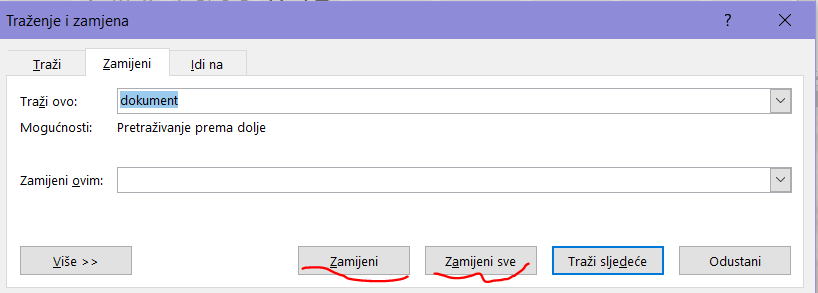 Traženje i zamjena ? ×
Traži Zamijeni Idi na
Traži ovo: dokument
Mogućnosti: Pretraživanje prema dolje
Zamijeni ovim:
Više >> Zamijeni Zamijeni sve Traži sljedeće Odustani